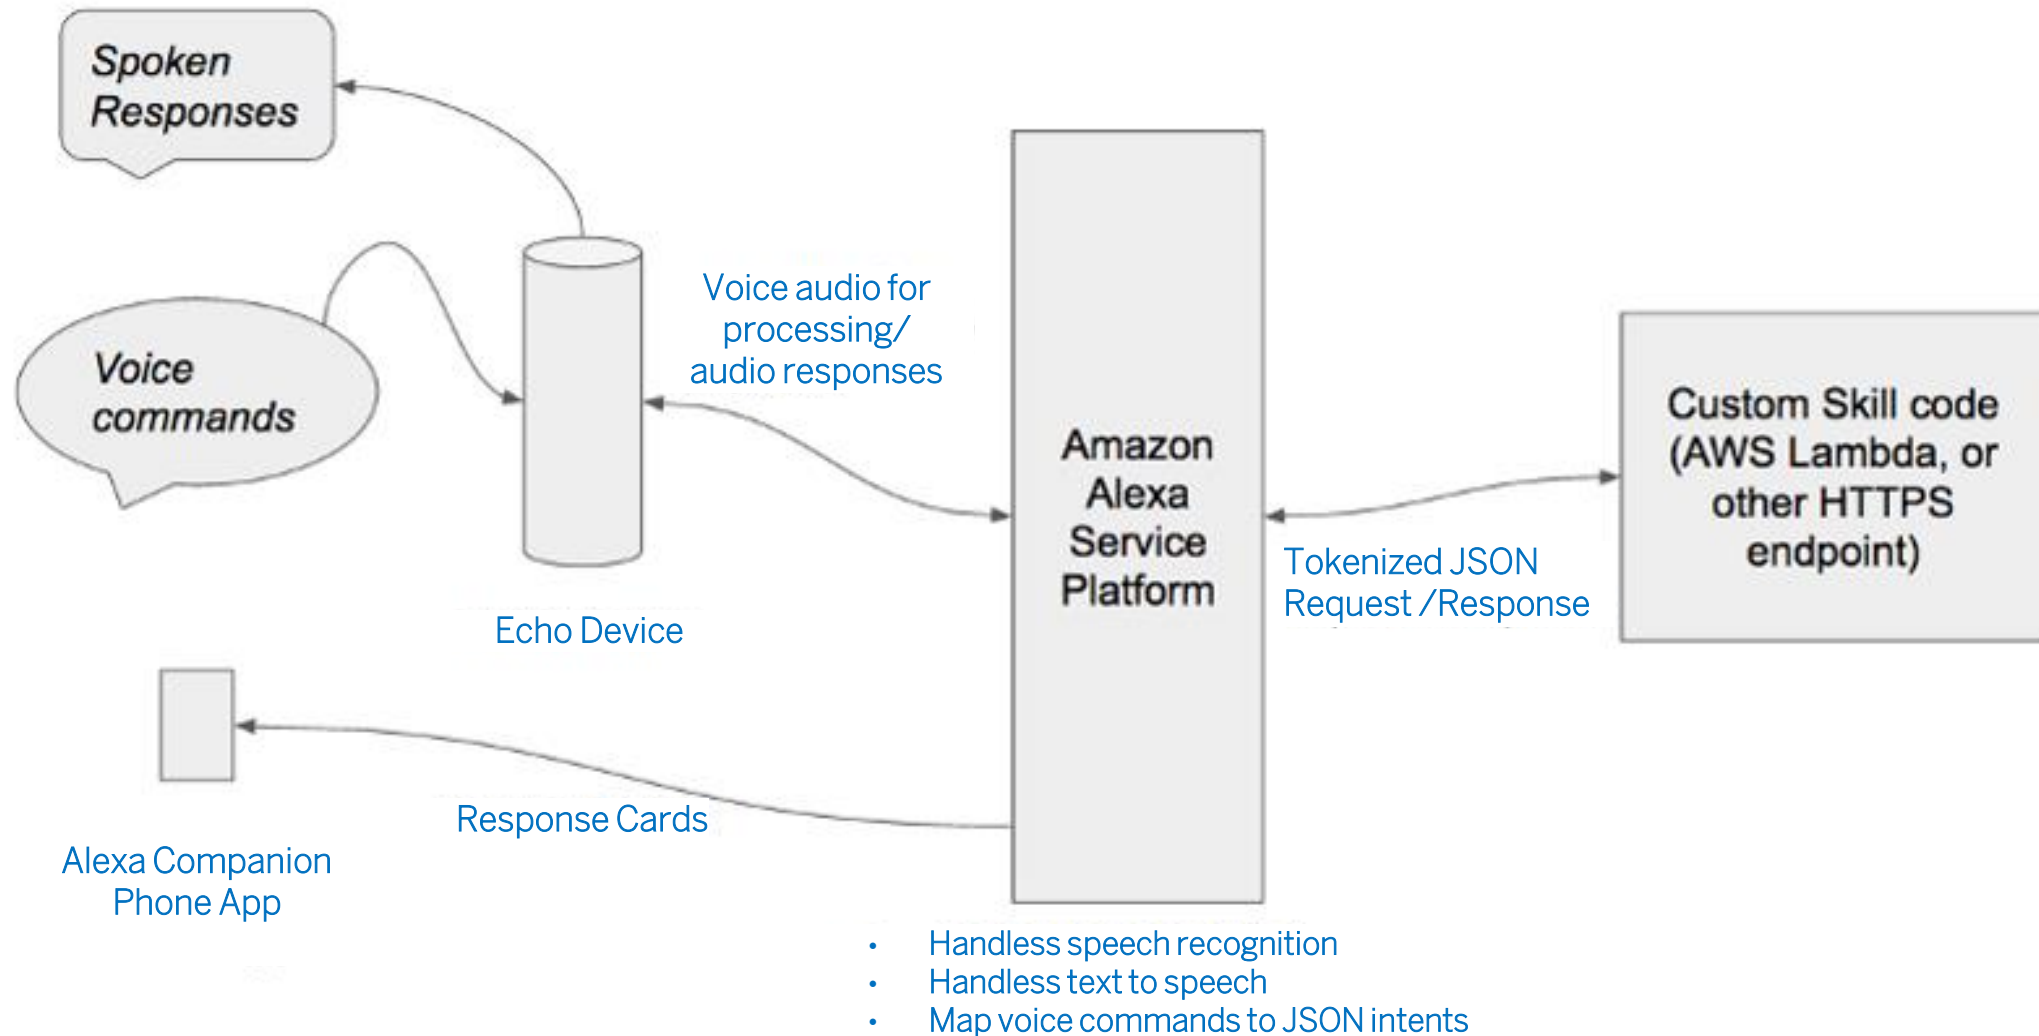 Spoken
Responses
Voice
commands
Voice audio for
processing/
audio responses
Echo Device
Amazon
Alexa
Service
Platform
Tokenized JSON
Request /Response
Custom Skill code
(AWS Lambda, or
other HTTPS
endpoint)
Response Cards
Alexa Companion
Phone App
• Handless speech recognition
• Handless text to speech
• Map voice commands to JSON intents